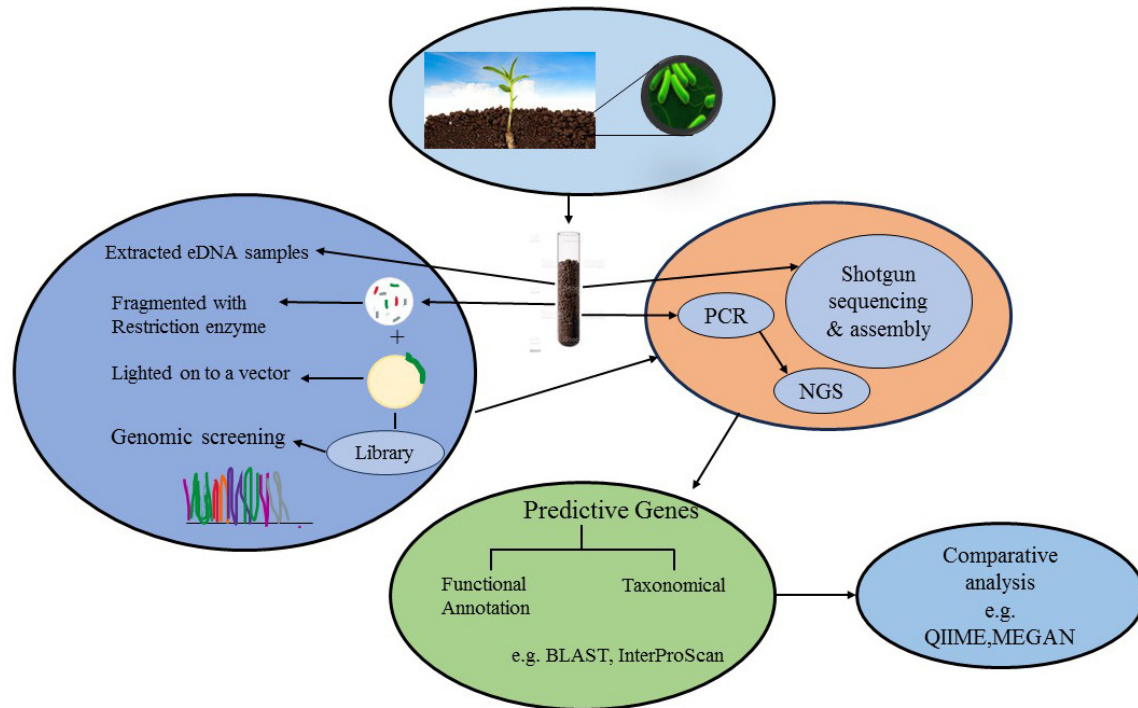 Extracted eDNA samples
Fragmented with
Restriction enzyme
+
Lighted on to a vector
Genomic screening
Library
Shotgun
sequencing
& assembly
PCR
NGS
Predictive Genes
Functional
Annotation
Taxonomical
e.g. BLAST, InterProScan
Comparative
analysis
e.g.
QIIME,MEGAN